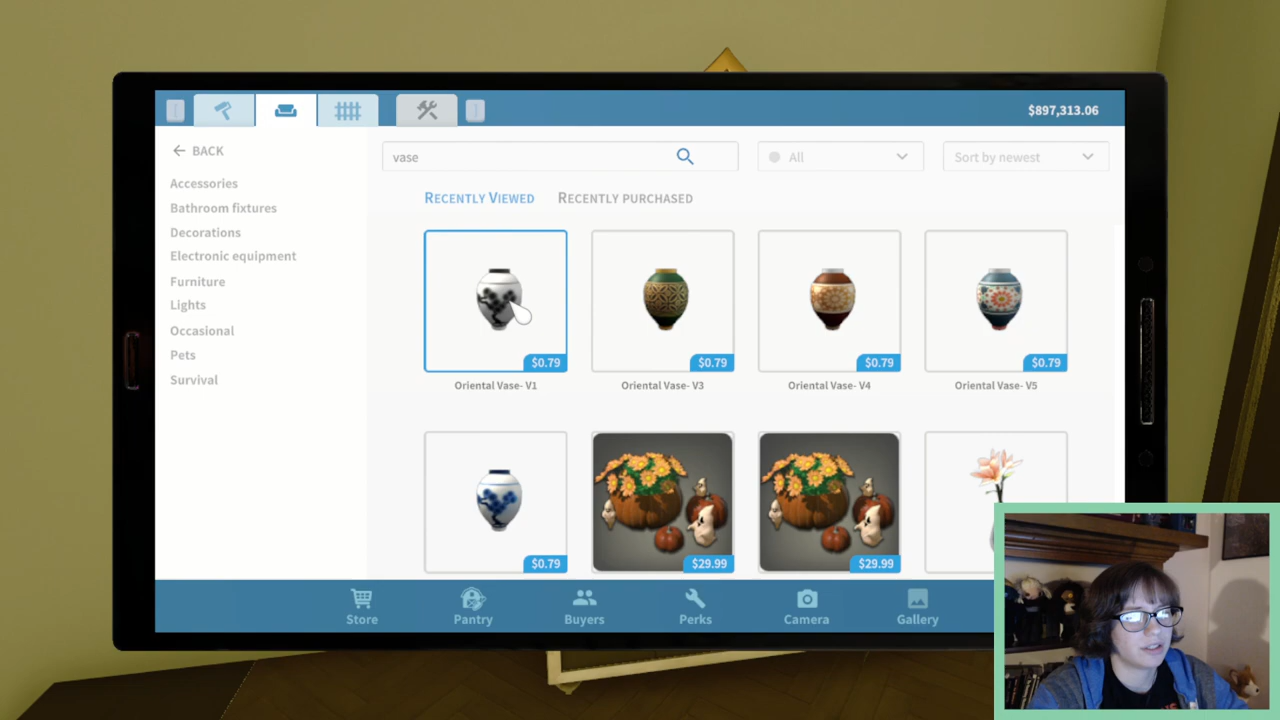 $897,313.06
BACK
vase
All
Sort by newest
Accessories
Bathroom fixtures
Decorations
Electronic equipment
Furniture
Lights
Occasional
Pets
Survival
RECENTLY VIEWED
RECENTLY PURCHASED
$0.79
$0.79
$0.79
$0.79
Oriental Vase- V1
Oriental Vase- V3
Oriental Vase- V4
Oriental Vase- V5
$0.79
$29.99
$29.99
Store
Pantry
Buyers
Perks
Camera
Gallery